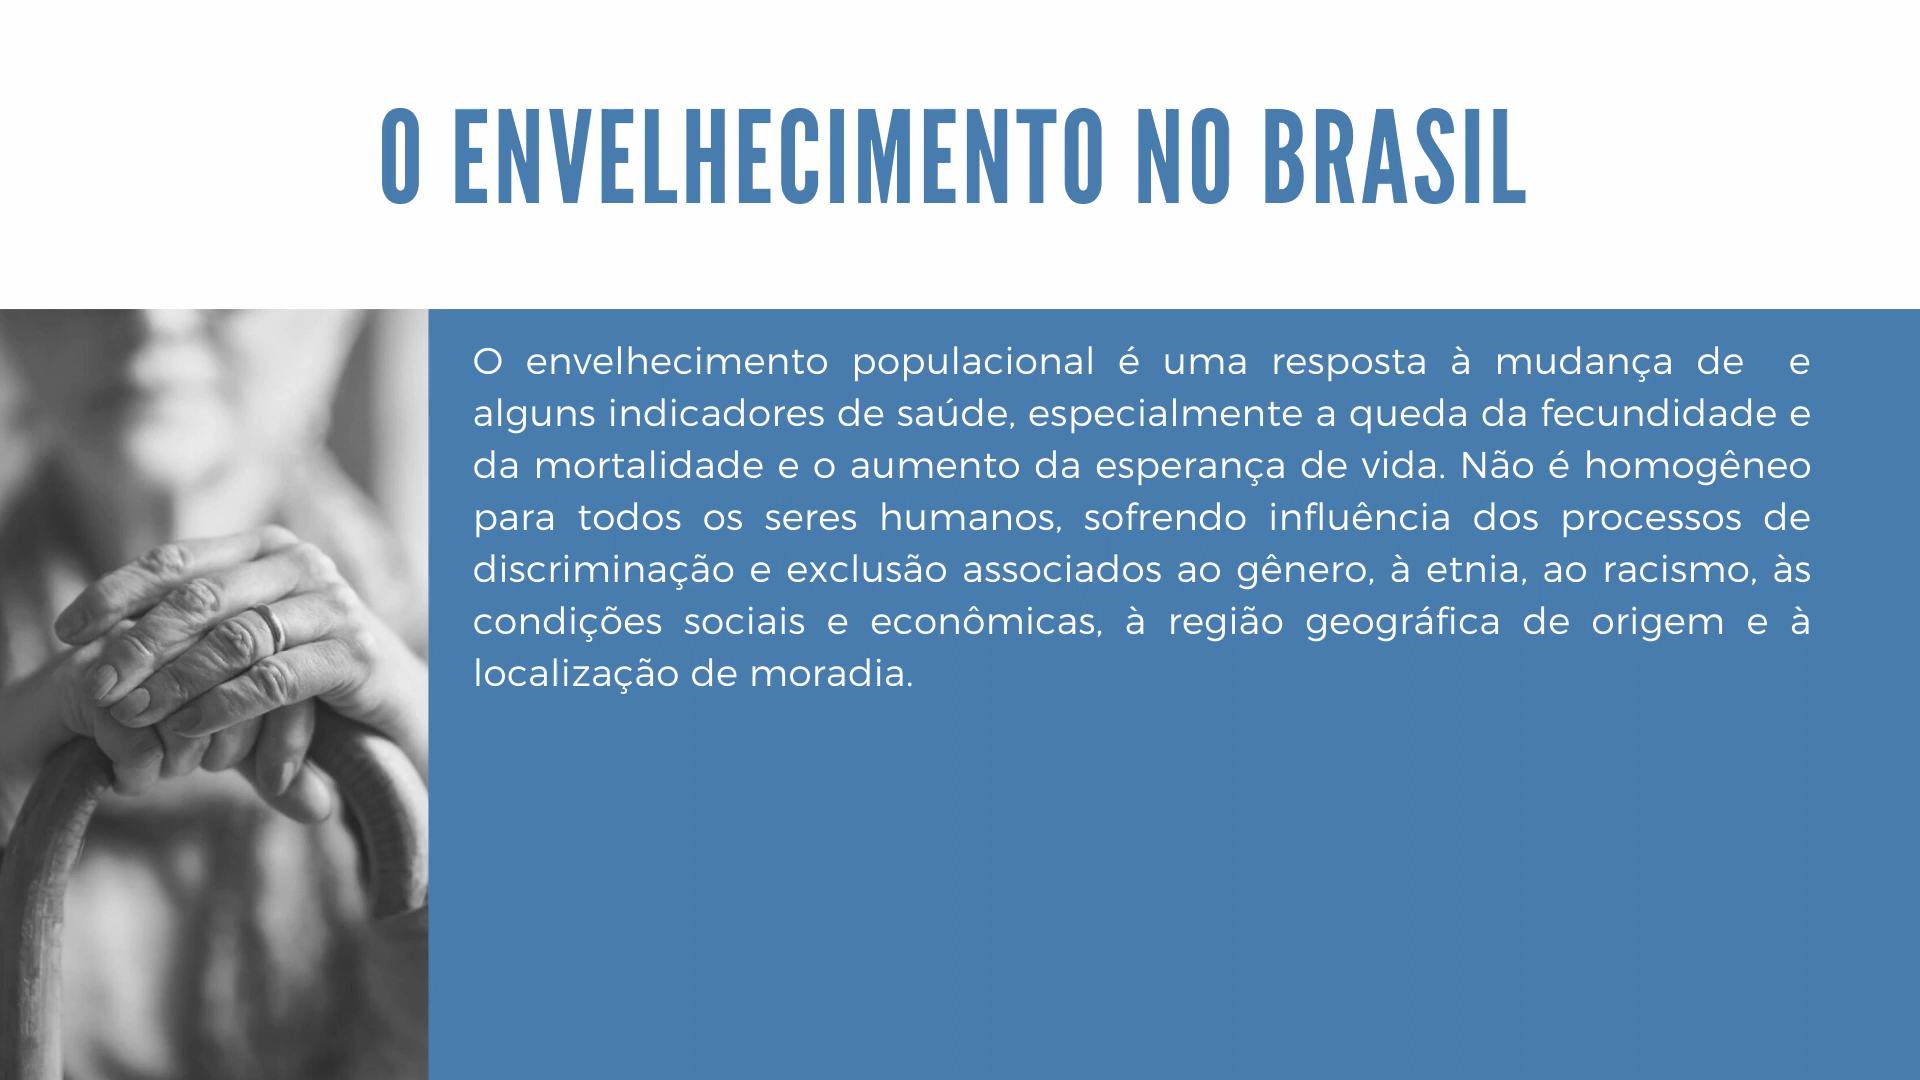 O ENVELHECIMENTO NO BRASIL
O envelhecimento populacional é uma resposta à mudança de e
alguns indicadores de saúde, especialmente a queda da fecundidade e
da mortalidade e o aumento da esperança de vida. Não é homogêneo
para todos os seres humanos, sofrendo influência dos processos de
discriminação e exclusão associados ao gênero, à etnia, ao racismo, às
condições sociais e econômicas, à região geográfica de origem e à
localização de moradia.